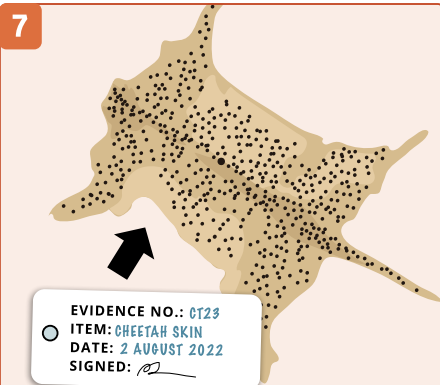 7
EVIDENCE NO.: CT23
ITEM: CHEETAH SKIN
DATE: 2 AUGUST 2022
SIGNED: